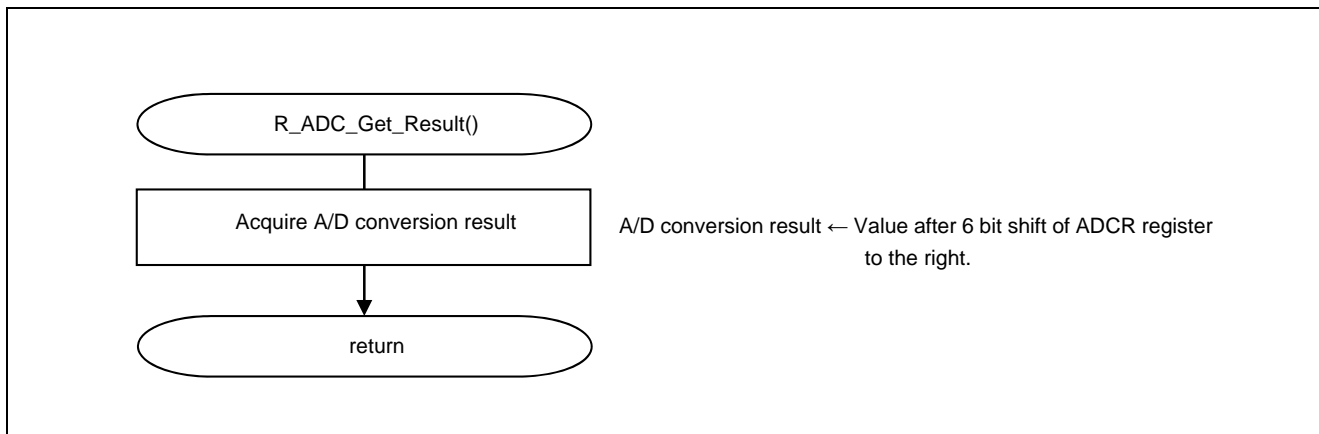 R_ADC_Get_Result()
Acquire A/D conversion result
A/D conversion result ← Value after 6 bit shift of ADCR register
to the right.
return